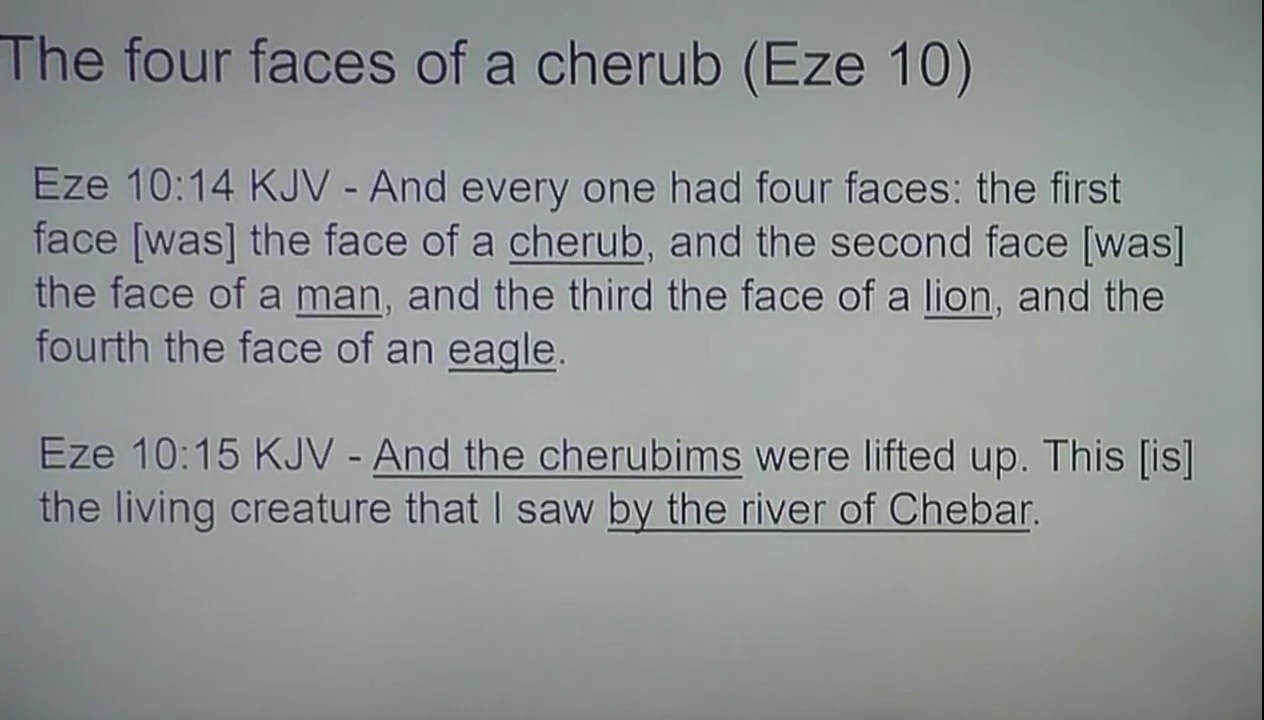 The four faces of a cherub (Eze 10)
Eze 10:14 KJV - And every one had four faces: the first
face [was] the face of a cherub, and the second face [was]
the face of a man, and the third the face of a lion, and the
fourth the face of an eagle.
Eze 10:15 KJV - And the cherubims were lifted up. This [is]
the living creature that I saw by the river of Chebar.